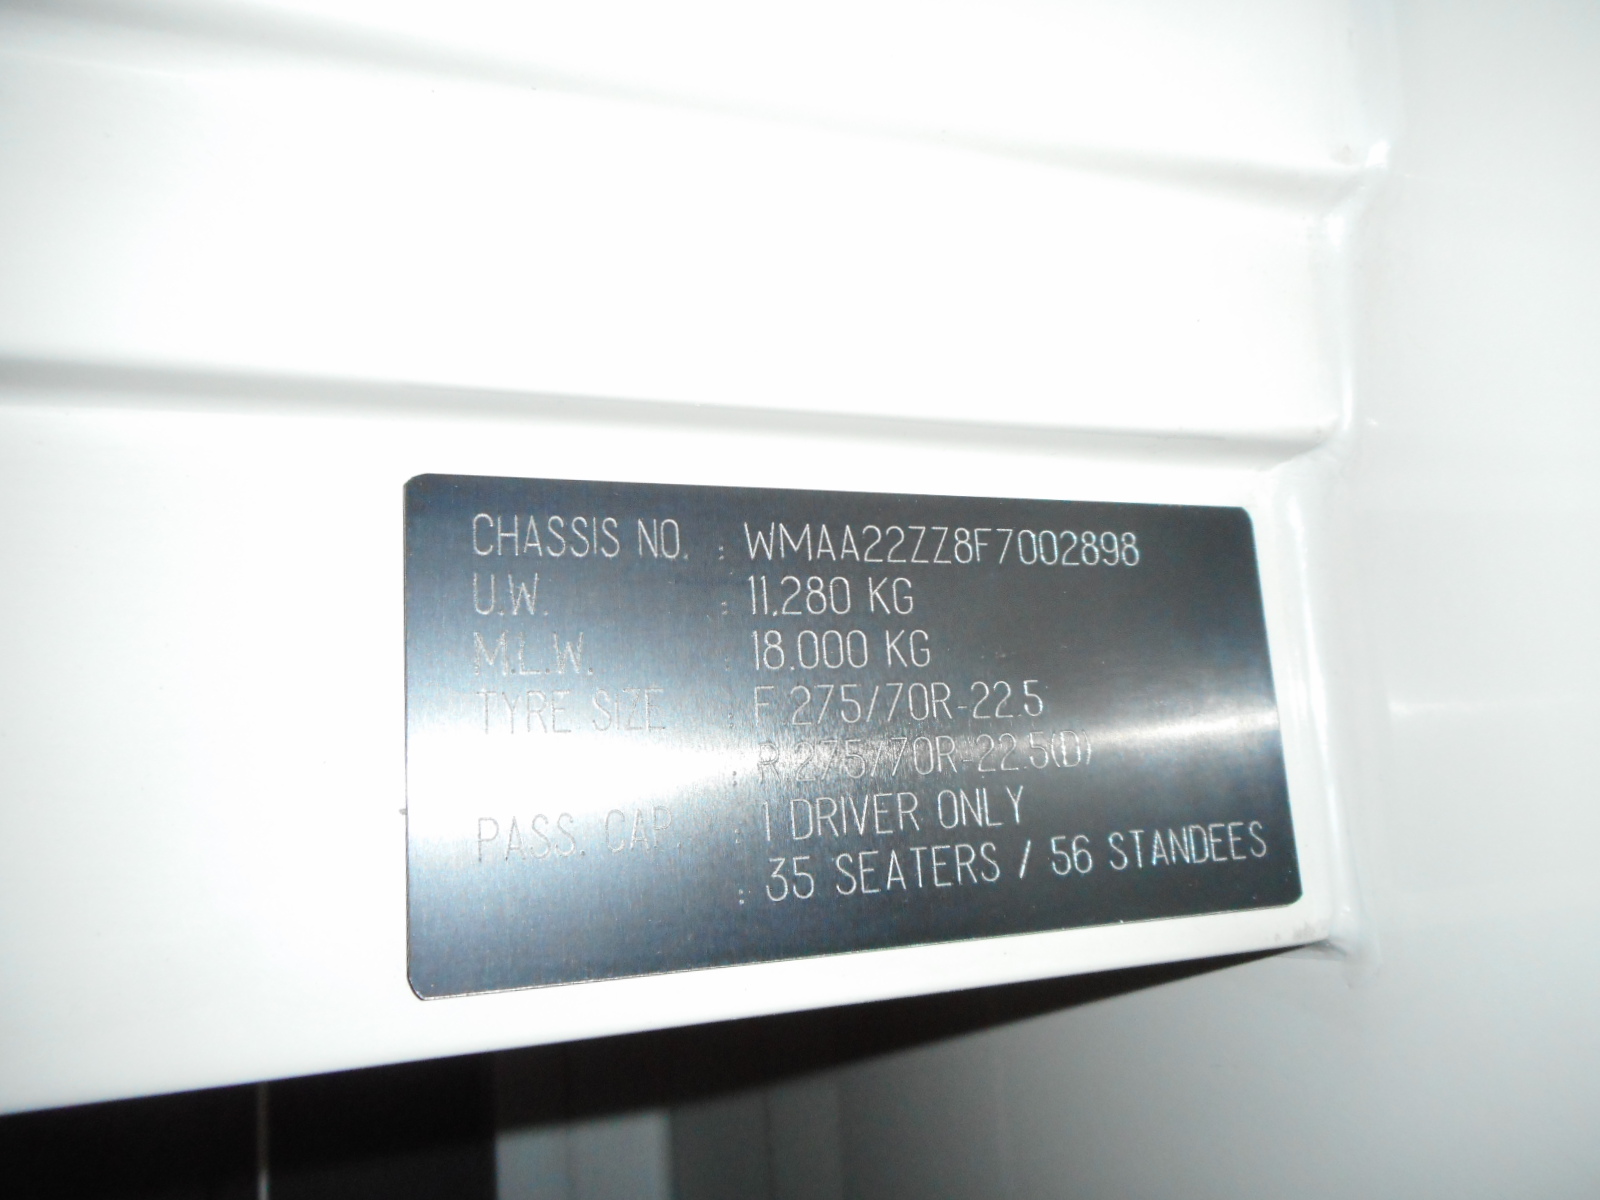 CHASSIS NO. : WMAA22ZZ8F7002898
U.W. : 11,280 KG
M.L.W. : 18,000 KG
TYRE SIZE : F:275/70R-22.5
: R:275/70R-22.5(D)
PASS. CAP. : 1 DRIVER ONLY
: 35 SEATERS / 56 STANDEES